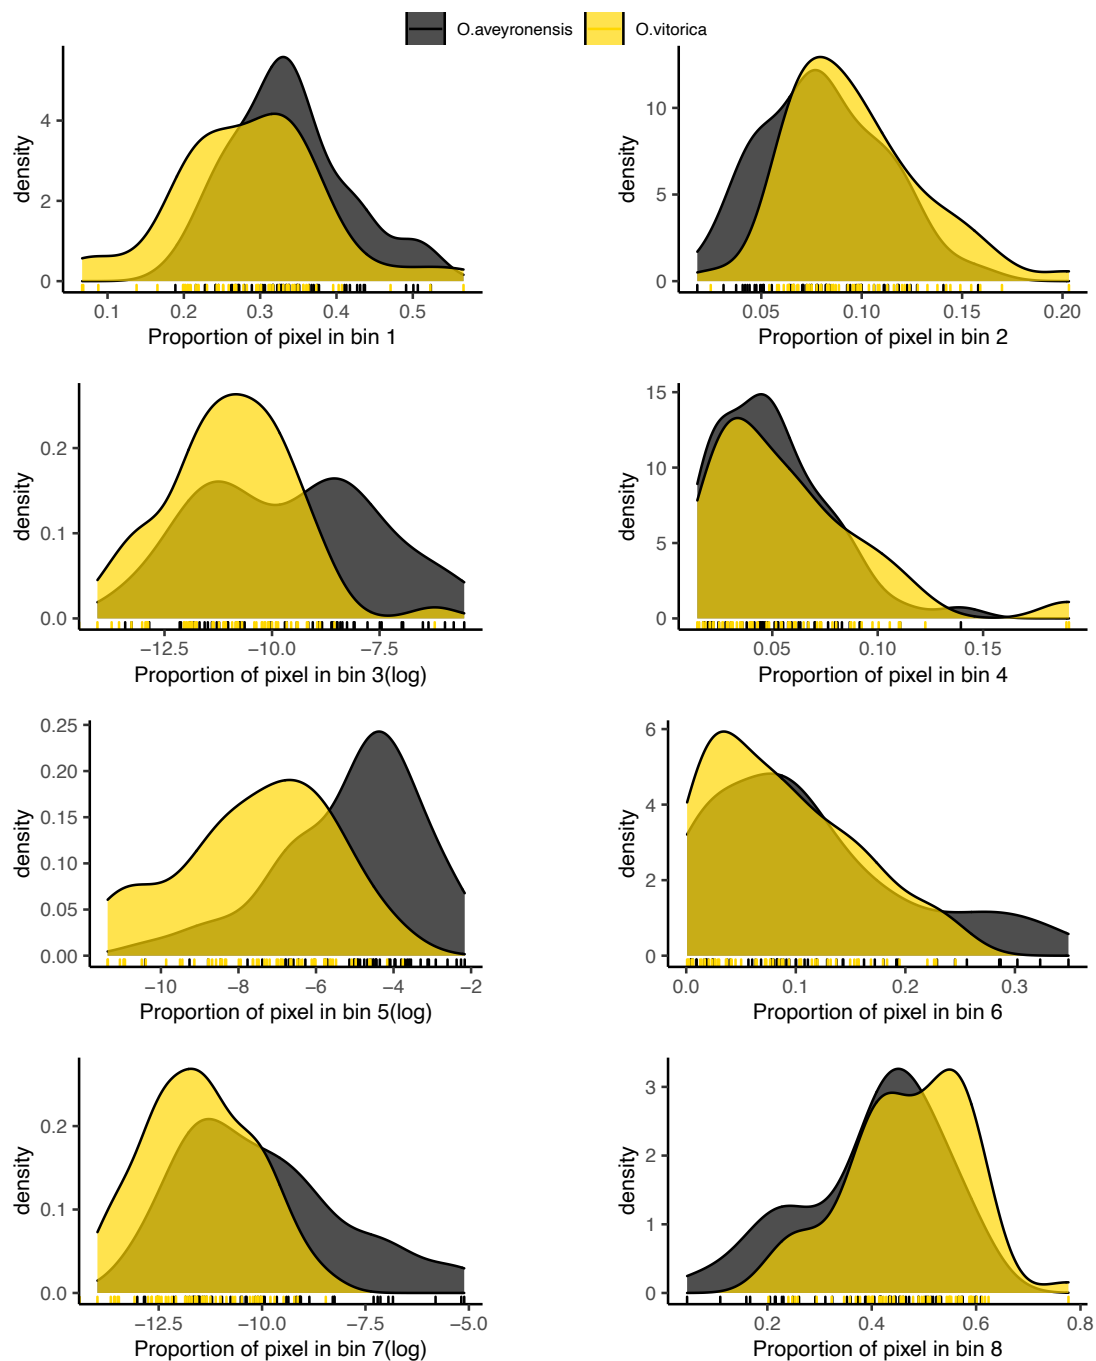 O.aveyronensis O.vitorica
density
4
2
0
0.1 0.2 0.3 0.4 0.5
Proportion of pixel in bin 1
density
10
5
0
0.05 0.10 0.15 0.20
Proportion of pixel in bin 2
density
0.2
0.1
0.0
−12.5 −10.0 −7.5
Proportion of pixel in bin 3(log)
density
15
10
5
0
0.05 0.10 0.15
Proportion of pixel in bin 4
density
0.25
0.20
0.15
0.10
0.05
0.00
−10 −8 −6 −4 −2
Proportion of pixel in bin 5(log)
density
6
4
2
0
0.0 0.1 0.2 0.3
Proportion of pixel in bin 6
density
0.2
0.1
0.0
−12.5 −10.0 −7.5 −5.0
Proportion of pixel in bin 7(log)
density
3
2
1
0
0.2 0.4 0.6 0.8
Proportion of pixel in bin 8